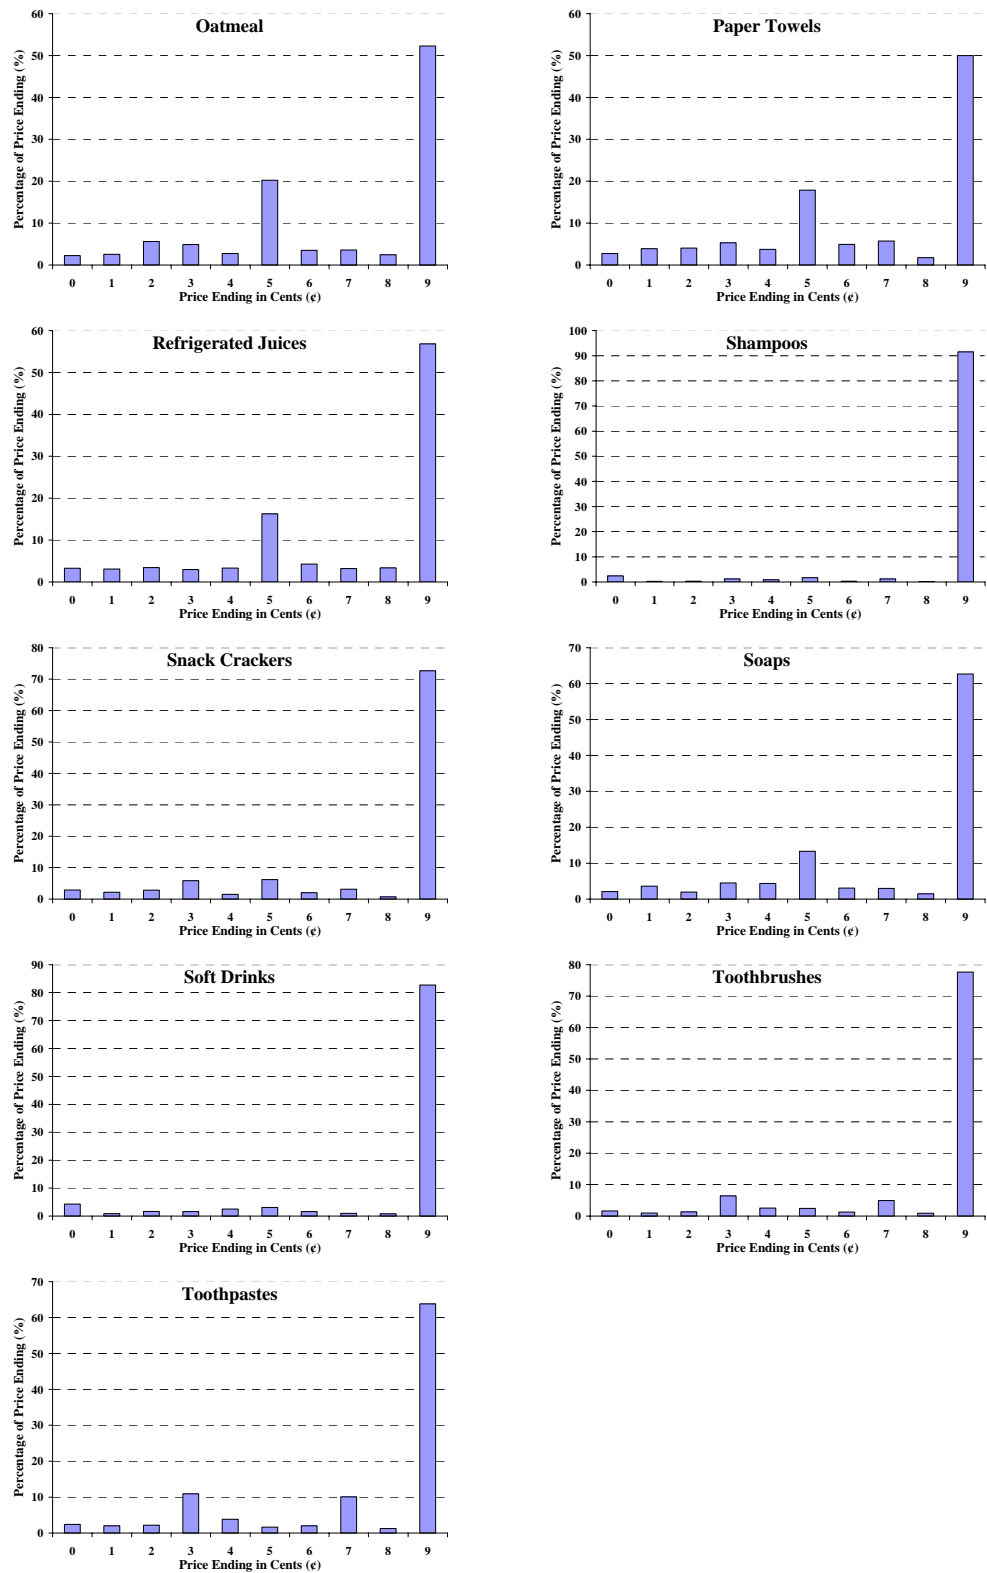 Oatmeal
Percentage of Price Ending (%)
60
50
40
30
20
10
0
0 1 2 3 4 5 6 7 8 9
Price Ending in Cents (¢)
Paper Towels
Percentage of Price Ending (%)
60
50
40
30
20
10
0
0 1 2 3 4 5 6 7 8 9
Price Ending in Cents (¢)
Refrigerated Juices
Percentage of Price Ending (%)
60
50
40
30
20
10
0
0 1 2 3 4 5 6 7 8 9
Price Ending in Cents (¢)
Shampoos
Percentage of Price Ending (%)
100
90
80
70
60
50
40
30
20
10
0
0 1 2 3 4 5 6 7 8 9
Price Ending in Cents (¢)
Snack Crackers
Percentage of Price Ending (%)
80
70
60
50
40
30
20
10
0
0 1 2 3 4 5 6 7 8 9
Price Ending in Cents (¢)
Soaps
Percentage of Price Ending (%)
70
60
50
40
30
20
10
0
0 1 2 3 4 5 6 7 8 9
Price Ending in Cents (¢)
Soft Drinks
Percentage of Price Ending (%)
90
80
70
60
50
40
30
20
10
0
0 1 2 3 4 5 6 7 8 9
Price Ending in Cents (¢)
Toothbrushes
Percentage of Price Ending (%)
80
70
60
50
40
30
20
10
0
0 1 2 3 4 5 6 7 8 9
Price Ending in Cents (¢)
Toothpastes
Percentage of Price Ending (%)
70
60
50
40
30
20
10
0
0 1 2 3 4 5 6 7 8 9
Price Ending in Cents (¢)